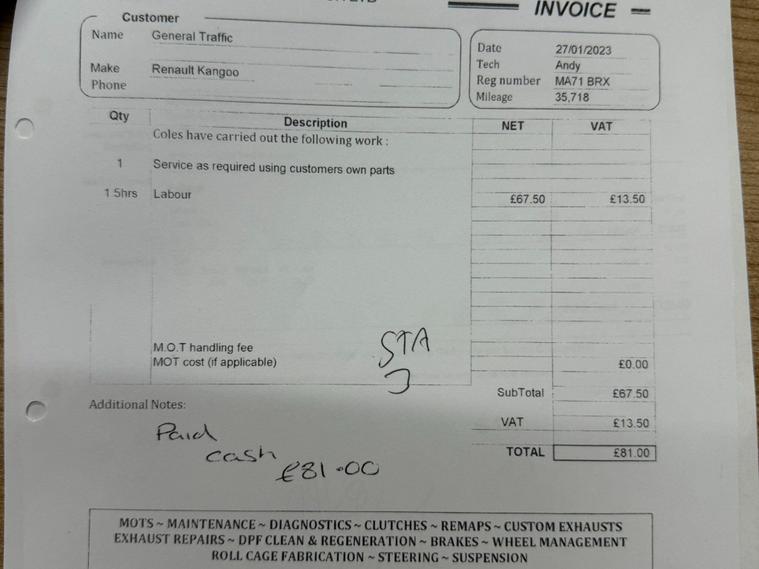 INVOICE
Customer
Name General Traffic
Make Renault Kangoo
Phone
Date 27/01/2023
Tech Andy
Reg number MA71 BRX
Mileage 35,718
Qty Description NET VAT
Coles have carried out the following work :
1 Service as required using customers own parts
1 5hrs Labour £67.50 £13.50
M.O.T handling fee
MOT cost (if applicable) £0.00
STA
SubTotal £67.50
Additional Notes:
VAT £13.50
Paid
cash
£81.00
TOTAL £81.00
MOTS ~ MAINTENANCE ~ DIAGNOSTICS ~ CLUTCHES ~ REMAPS ~ CUSTOM EXHAUSTS
EXHAUST REPAIRS ~ DPF CLEAN & REGENERATION ~ BRAKES ~ WHEEL MANAGEMENT
ROLL CAGE FABRICATION ~ STEERING ~ SUSPENSION